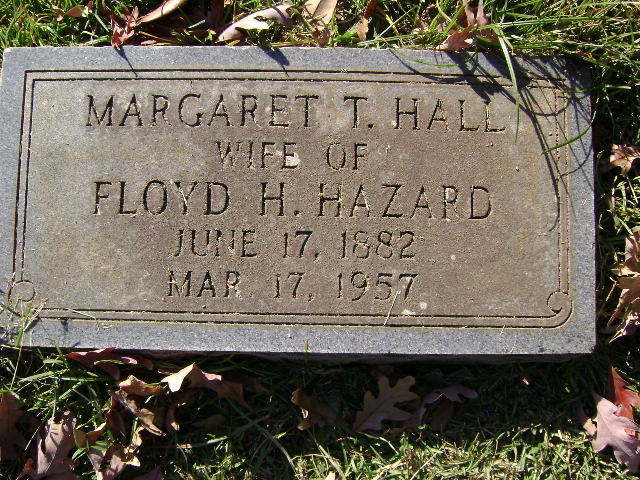 MARGARET T. HALL
WIFE OF
FLOYD H. HAZARD
JUNE 17, 1882
MAR. 17, 1957